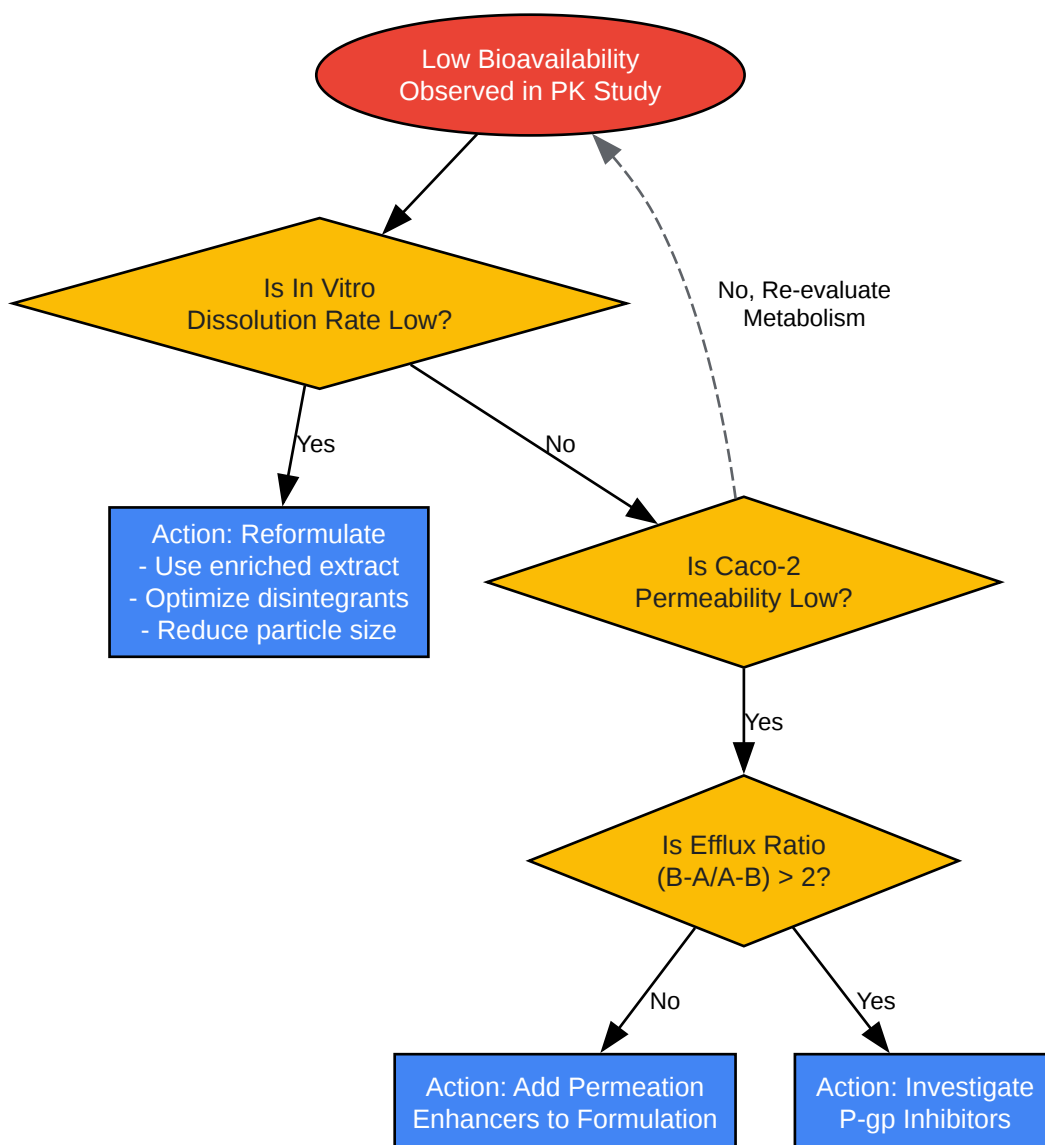 Low Bioavailability
Observed in PK Study
Is In Vitro
Dissolution Rate Low?
No, Re-evaluate
Metabolism
Yes
No
Action: Reformulate
- Use enriched extract
- Optimize disintegrants
- Reduce particle size
Is Caco-2
Permeability Low?
Yes
Is Efflux Ratio
(B-A/A-B) > 2?
No
Yes
Action: Add Permeation
Enhancers to Formulation
Action: Investigate
P-gp Inhibitors